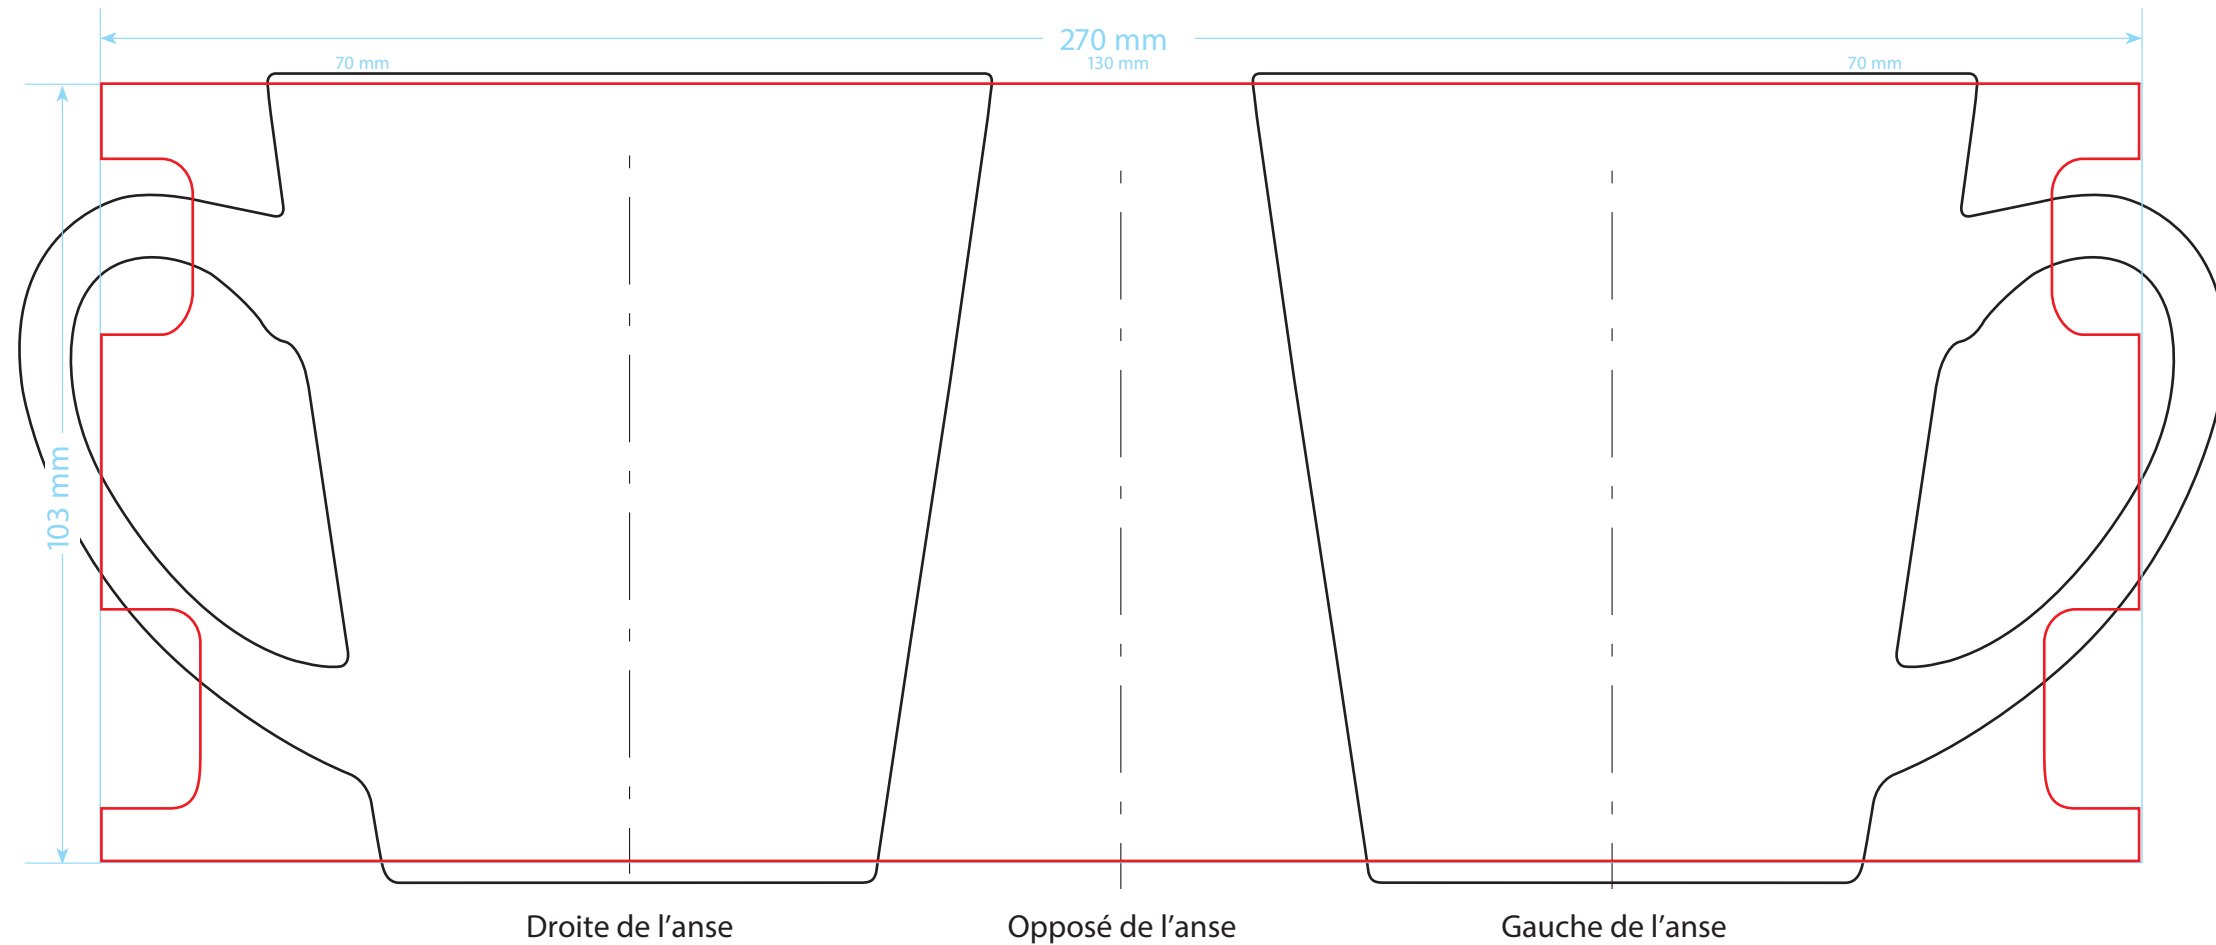 270 mm
70 mm
130 mm
70 mm
103 mm
Droite de l'anse
Opposé de l'anse
Gauche de l'anse